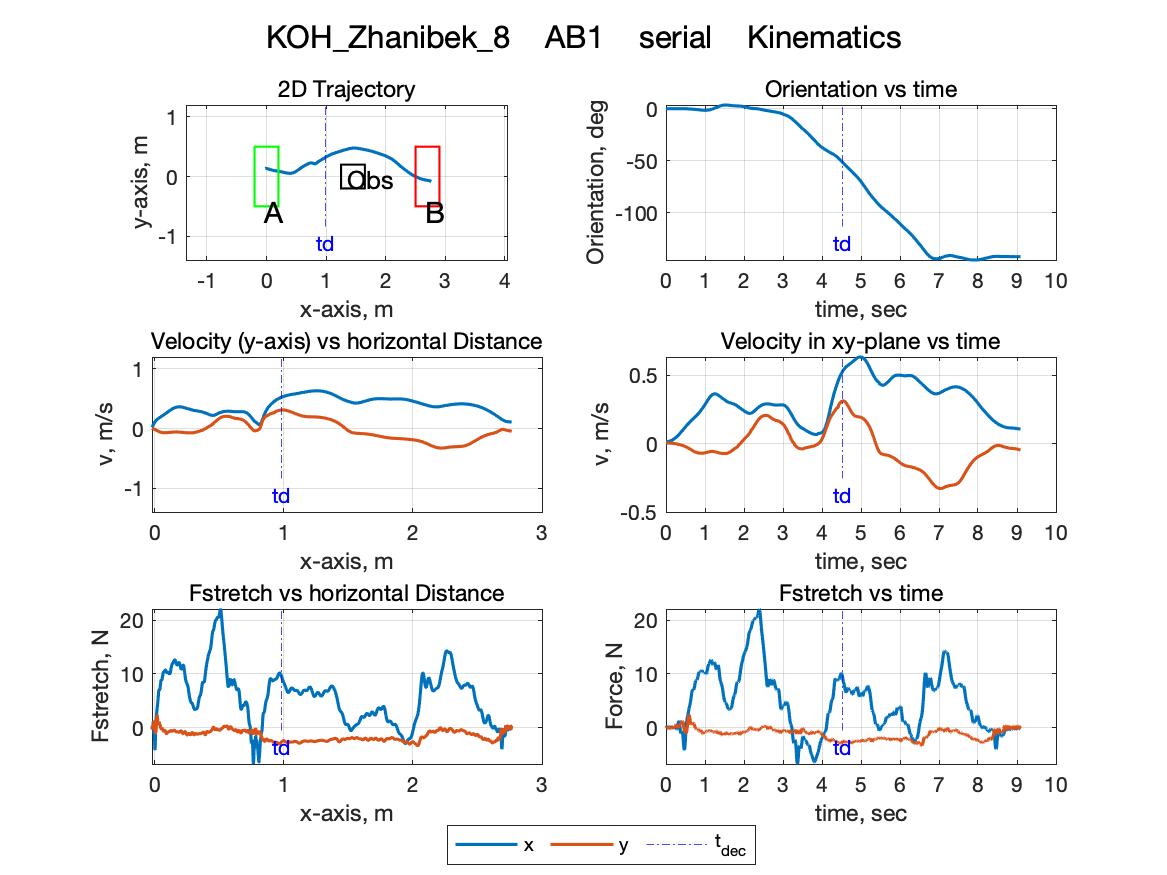 KOH_Zhanibek_8 AB1 serial Kinematics
2D Trajectory
y-axis, m
1
0
-1
A
Obs
B
td
-1 0 1 2 3 4
x-axis, m
Orientation vs time
Orientation, deg
0
-50
-100
td
0 1 2 3 4 5 6 7 8 9 10
time, sec
Velocity (y-axis) vs horizontal Distance
v, m/s
1
0
-1
td
0 1 2 3
x-axis, m
Velocity in xy-plane vs time
v, m/s
0.5
0
-0.5
td
0 1 2 3 4 5 6 7 8 9 10
time, sec
Fstretch vs horizontal Distance
Fstretch, N
20
10
0
td
0 1 2 3
x-axis, m
Fstretch vs time
Force, N
20
10
0
td
0 1 2 3 4 5 6 7 8 9 10
time, sec
x y t_dec